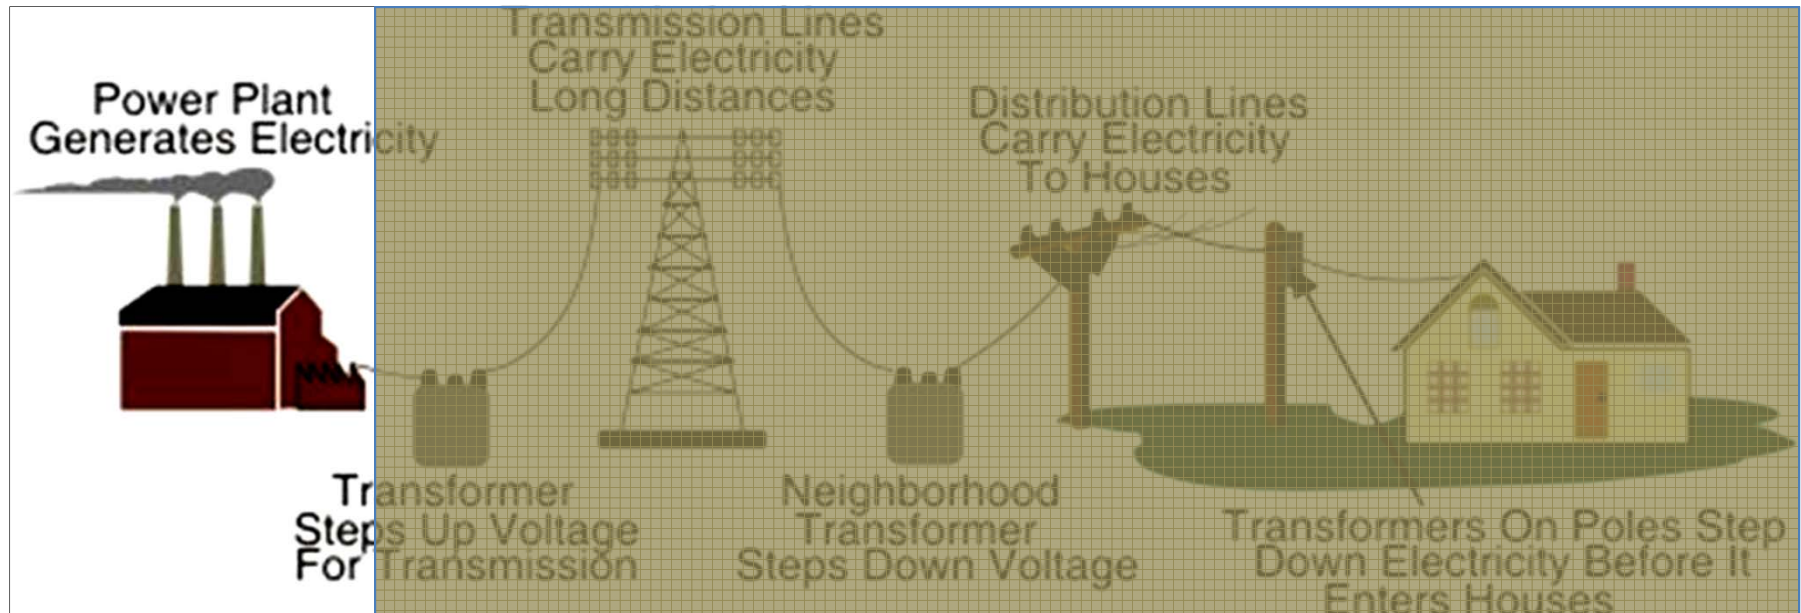 Power Plant
Generates Electricity
Transmission Lines
Carry Electricity
Long Distances
Distribution Lines
Carry Electricity
To Houses
Transformer
Steps Up Voltage
For Transmission
Neighborhood
Transformer
Steps Down Voltage
Transformers On Poles Step
Down Electricity Before It
Enters Houses